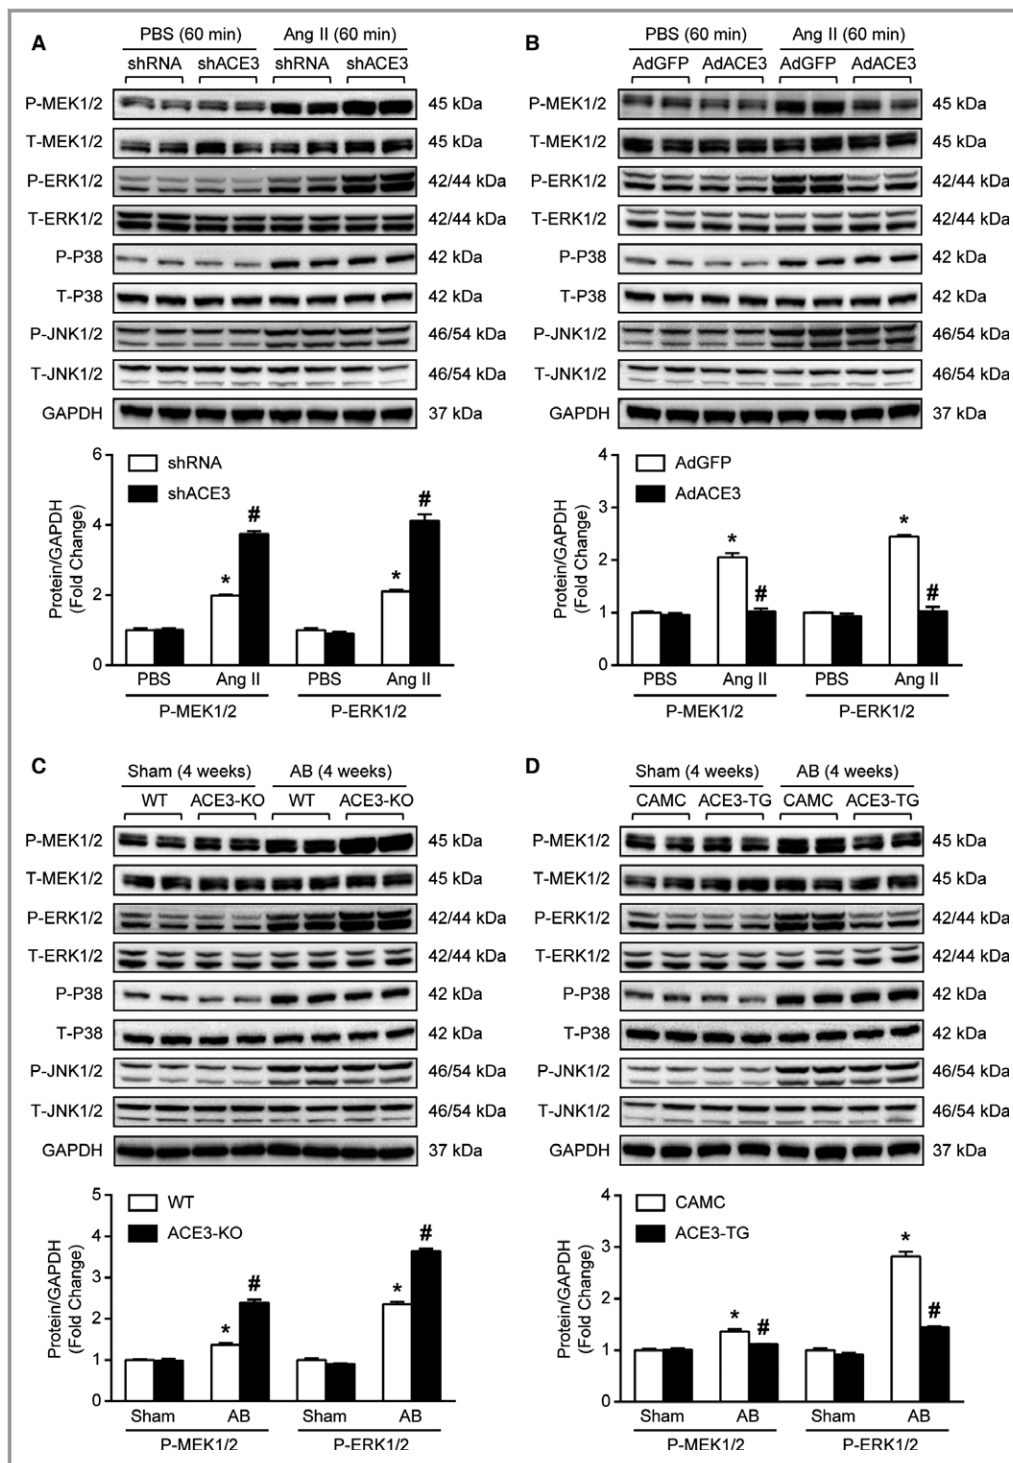 A
PBS (60 min) Ang II (60 min)
shRNA shACE3 shRNA shACE3
P-MEK1/2 45 kDa
T-MEK1/2 45 kDa
P-ERK1/2 42/44 kDa
T-ERK1/2 42/44 kDa
P-P38 42 kDa
T-P38 42 kDa
P-JNK1/2 46/54 kDa
T-JNK1/2 46/54 kDa
GAPDH 37 kDa
Protein/GAPDH
(Fold Change)
6
4
2
0
shRNA
shACE3
* # * #
PBS Ang II PBS Ang II
P-MEK1/2 P-ERK1/2
B
PBS (60 min) Ang II (60 min)
AdGFP AdACE3 AdGFP AdACE3
P-MEK1/2 45 kDa
T-MEK1/2 45 kDa
P-ERK1/2 42/44 kDa
T-ERK1/2 42/44 kDa
P-P38 42 kDa
T-P38 42 kDa
P-JNK1/2 46/54 kDa
T-JNK1/2 46/54 kDa
GAPDH 37 kDa
Protein/GAPDH
(Fold Change)
4
3
2
1
0
AdGFP
AdACE3
* # * #
PBS Ang II PBS Ang II
P-MEK1/2 P-ERK1/2
C
Sham (4 weeks) AB (4 weeks)
WT ACE3-KO WT ACE3-KO
P-MEK1/2 45 kDa
T-MEK1/2 45 kDa
P-ERK1/2 42/44 kDa
T-ERK1/2 42/44 kDa
P-P38 42 kDa
T-P38 42 kDa
P-JNK1/2 46/54 kDa
T-JNK1/2 46/54 kDa
GAPDH 37 kDa
Protein/GAPDH
(Fold Change)
5
4
3
2
1
0
WT
ACE3-KO
* # * #
Sham AB Sham AB
P-MEK1/2 P-ERK1/2
D
Sham (4 weeks) AB (4 weeks)
CAMC ACE3-TG CAMC ACE3-TG
P-MEK1/2 45 kDa
T-MEK1/2 45 kDa
P-ERK1/2 42/44 kDa
T-ERK1/2 42/44 kDa
P-P38 42 kDa
T-P38 42 kDa
P-JNK1/2 46/54 kDa
T-JNK1/2 46/54 kDa
GAPDH 37 kDa
Protein/GAPDH
(Fold Change)
4
3
2
1
0
CAMC
ACE3-TG
* # * #
Sham AB Sham AB
P-MEK1/2 P-ERK1/2